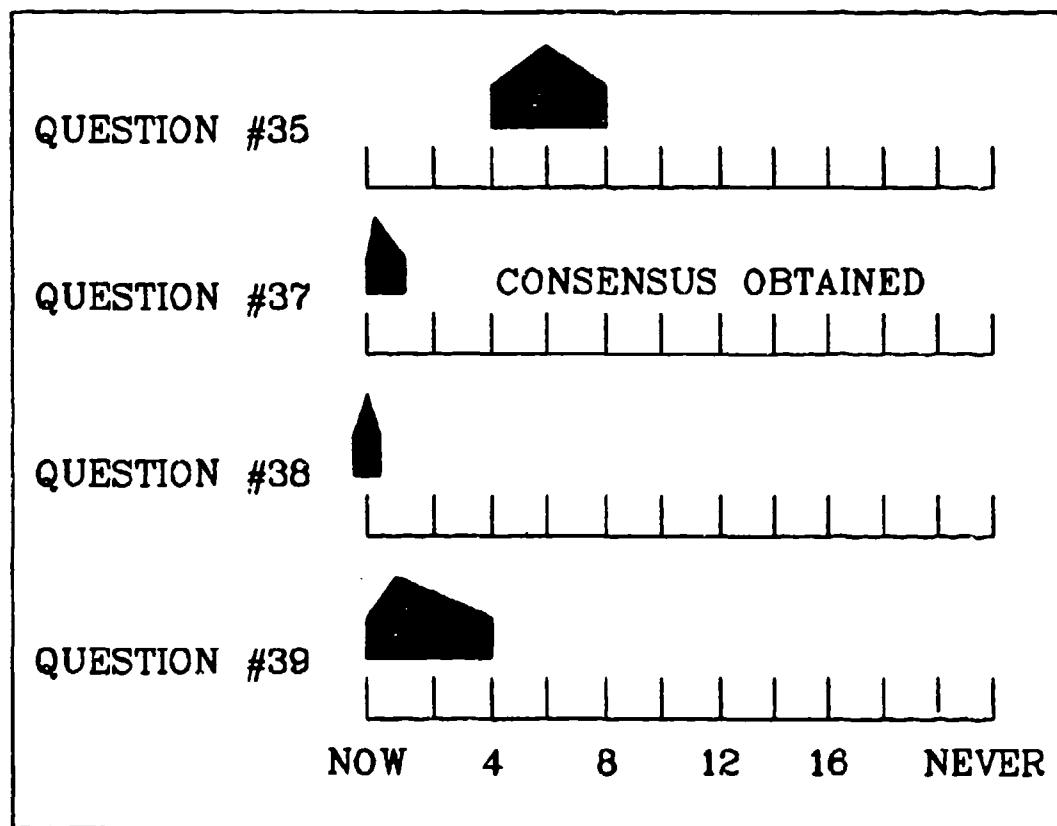 QUESTION #35
QUESTION #37
CONSENSUS OBTAINED
QUESTION #38
QUESTION #39
NOW 4 8 12 16 NEVER